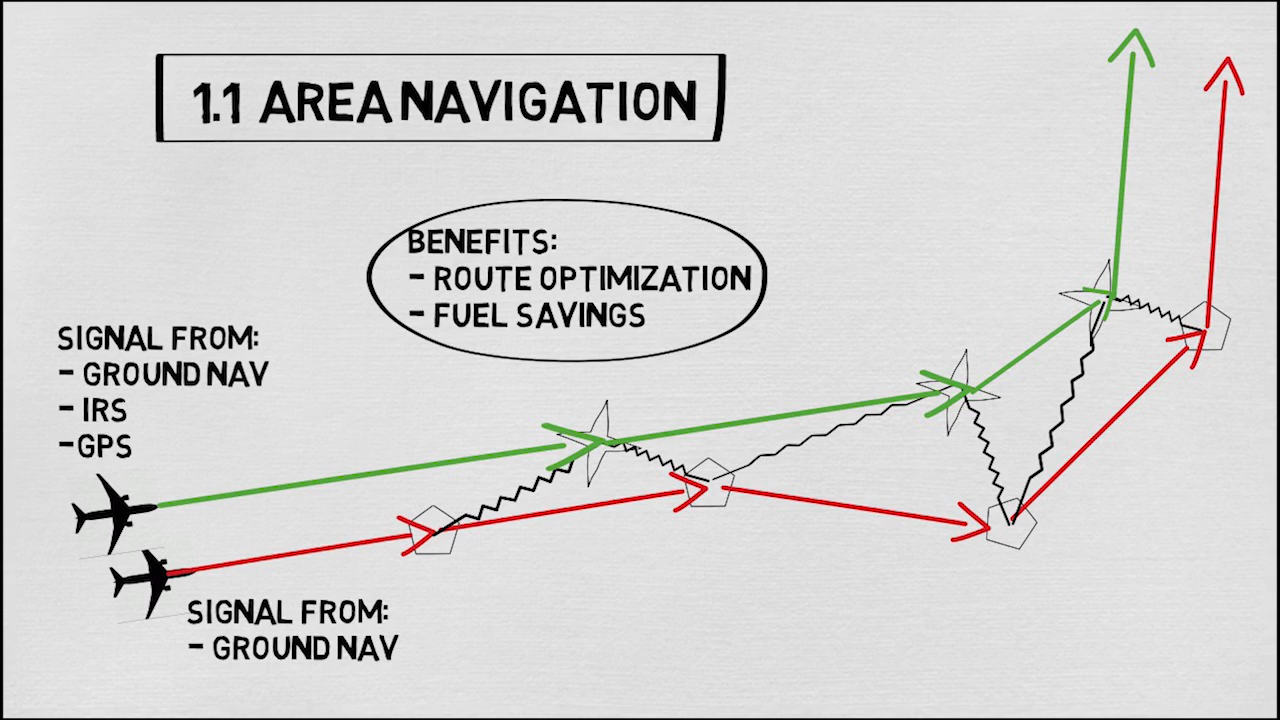 1.1 AREA NAVIGATION
BENEFITS:
- ROUTE OPTIMIZATION
- FUEL SAVINGS
SIGNAL FROM:
- GROUND NAV
- IRS
-GPS
SIGNAL FROM:
- GROUND NAV